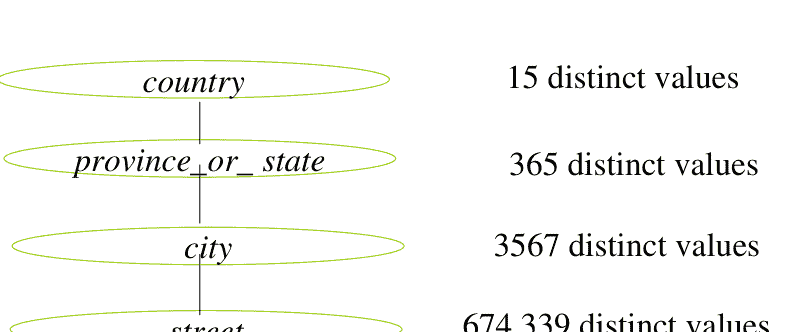 country 15 distinct values
province_or_ state 365 distinct values
city 3567 distinct values
street 674,339 distinct values